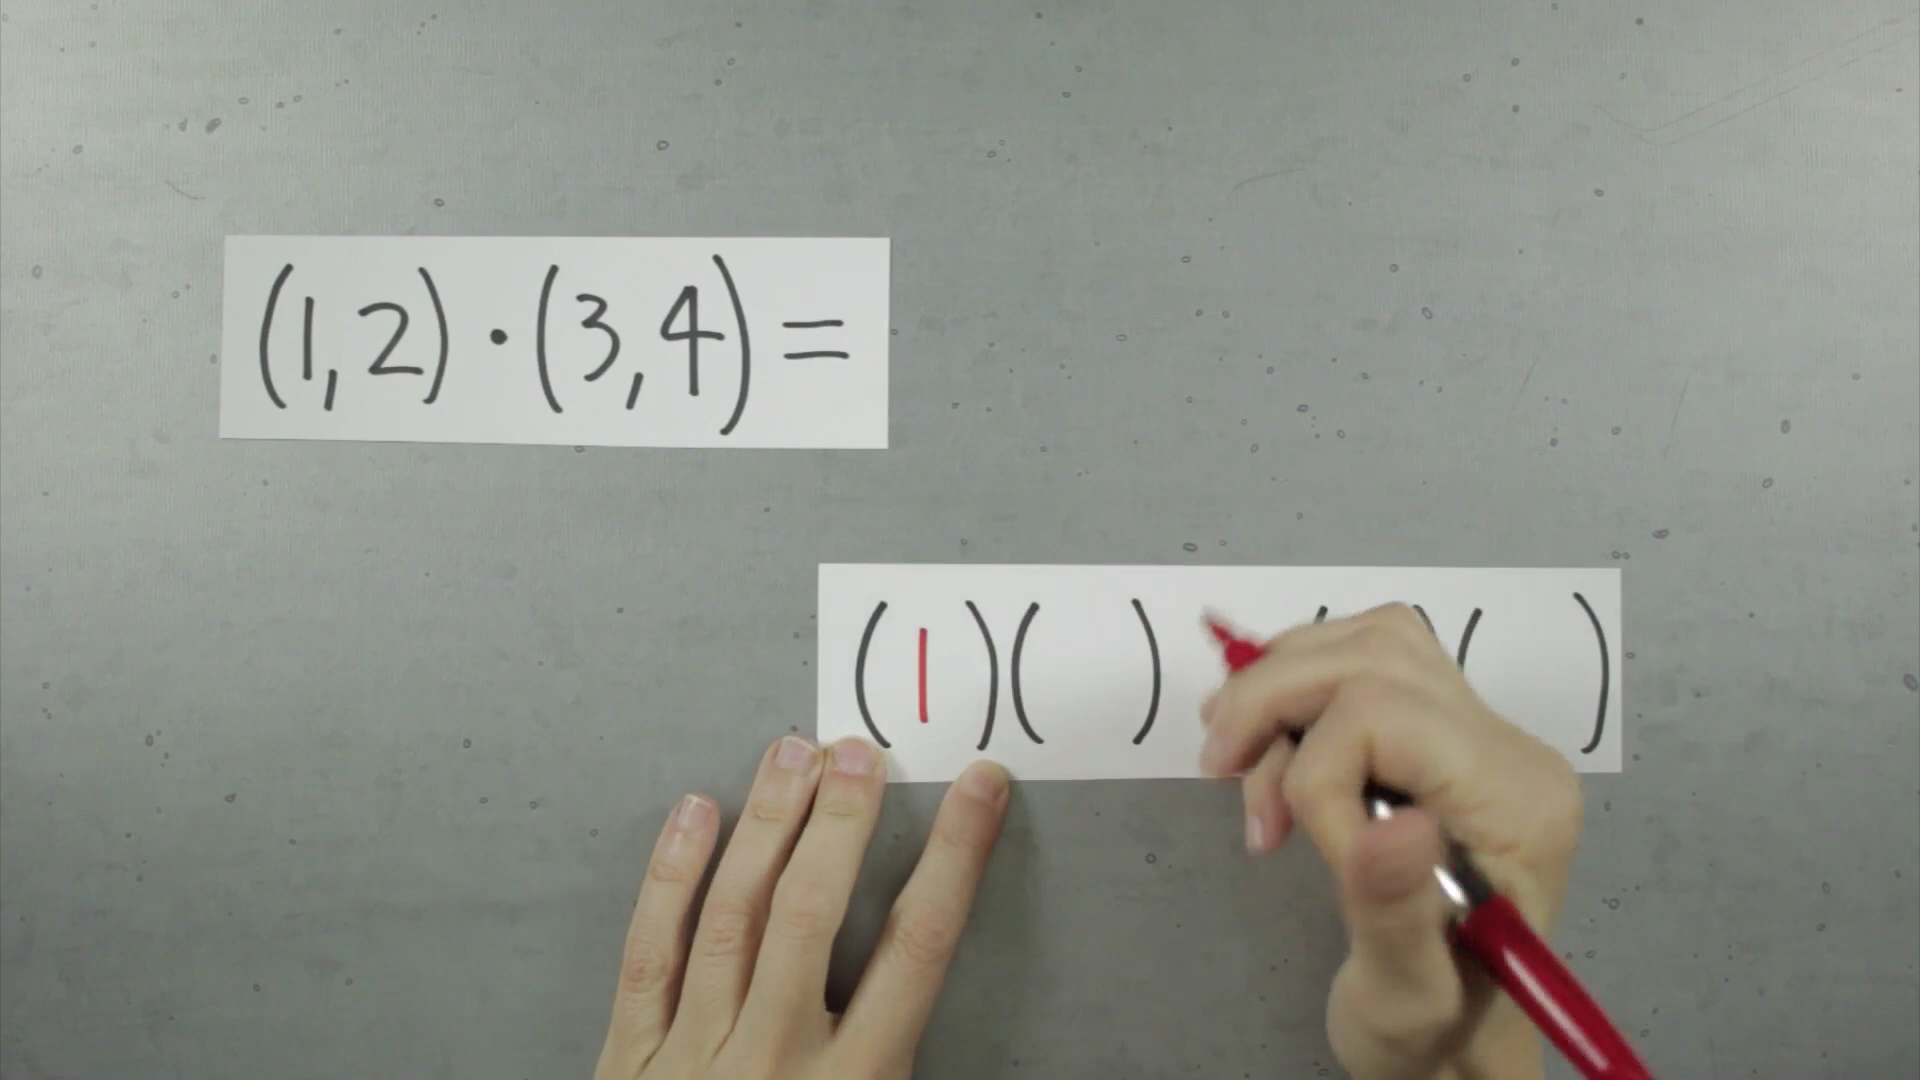 (1,2) · (3,4) =
(1)( ) ( )( )